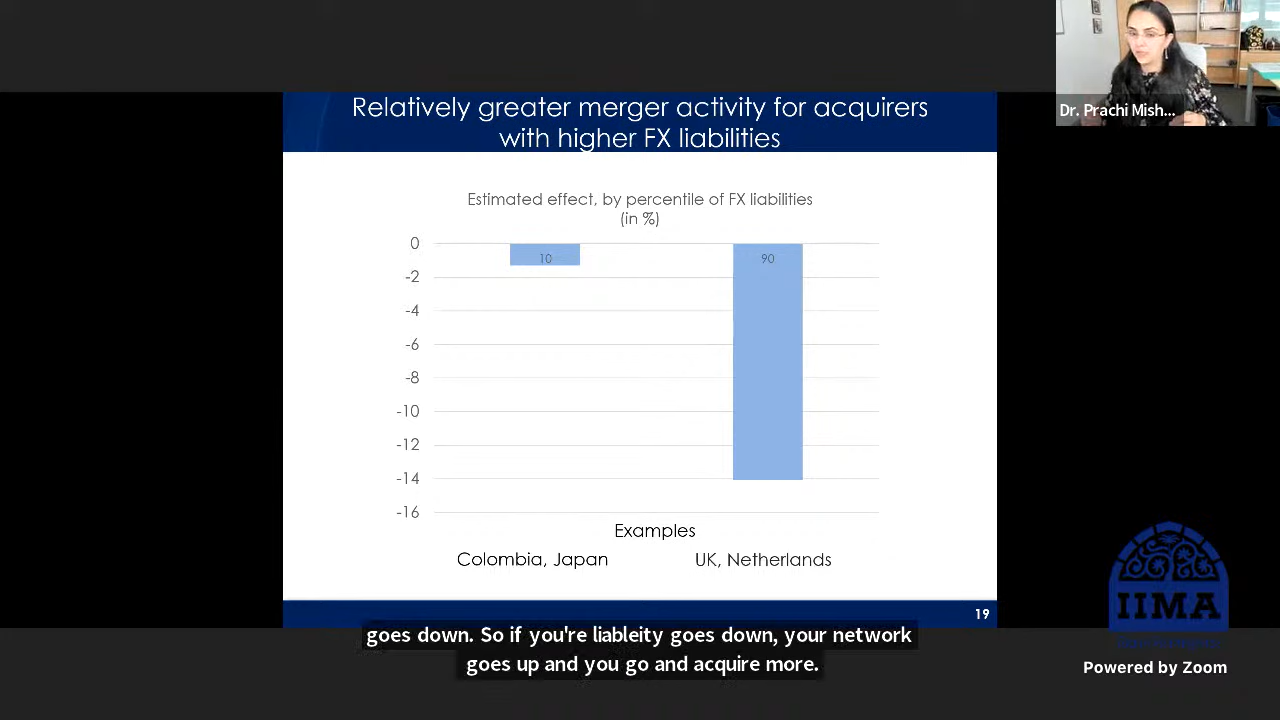 Dr. Prachi Mish...
Relatively greater merger activity for acquirers
with higher FX liabilities
Estimated effect, by percentile of FX liabilities
(in %)
0
-2
-4
-6
-8
-10
-12
-14
-16
10
90
Examples
Colombia, Japan
UK, Netherlands
19
goes down. So if you're liableity goes down, your network
goes up and you go and acquire more.
IIMA
Powered by Zoom